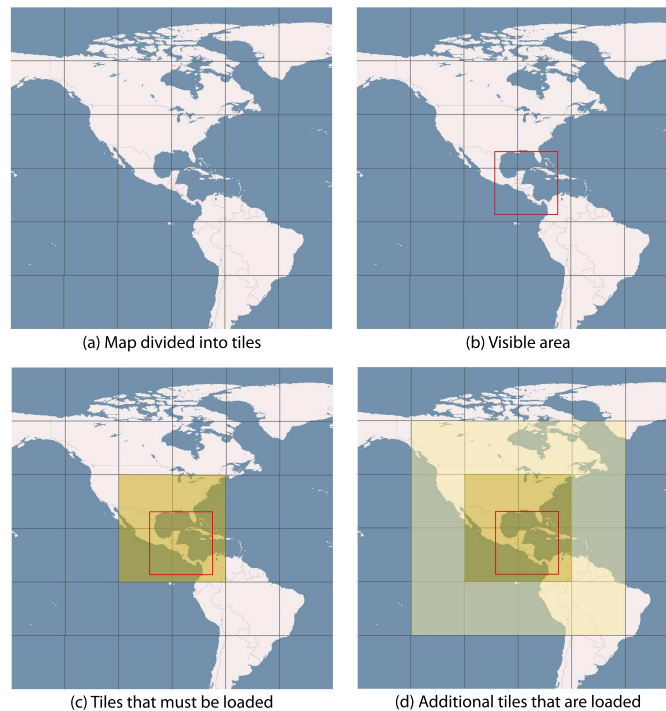 (a) Map divided into tiles
(b) Visible area
(c) Tiles that must be loaded
(d) Additional tiles that are loaded